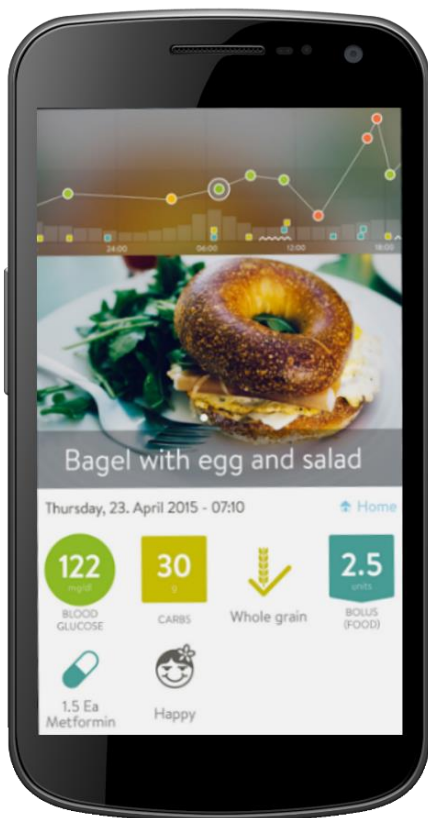 24:00 06:00 12:00 18:00
Bagel with egg and salad
Thursday, 23. April 2015 - 07:10 Home
122
mg/dl
30
g
2.5
units
BLOOD
GLUCOSE
CARBS
Whole grain
BOLUS
(FOOD)
1.5 Ea
Metformin
Happy